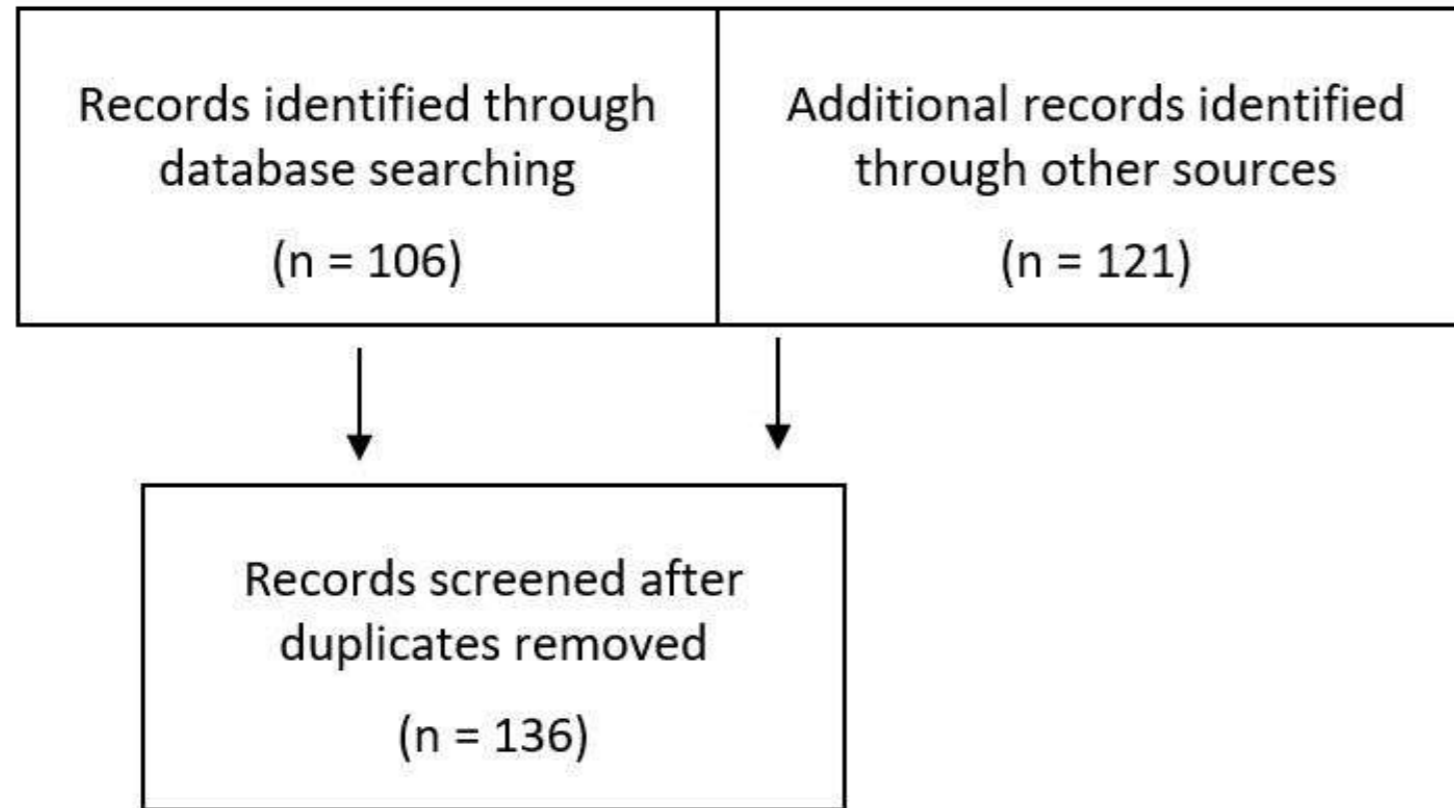 Records identified through
database searching
(n = 106)
Additional records identified
through other sources
(n = 121)
Records screened after
duplicates removed
(n = 136)